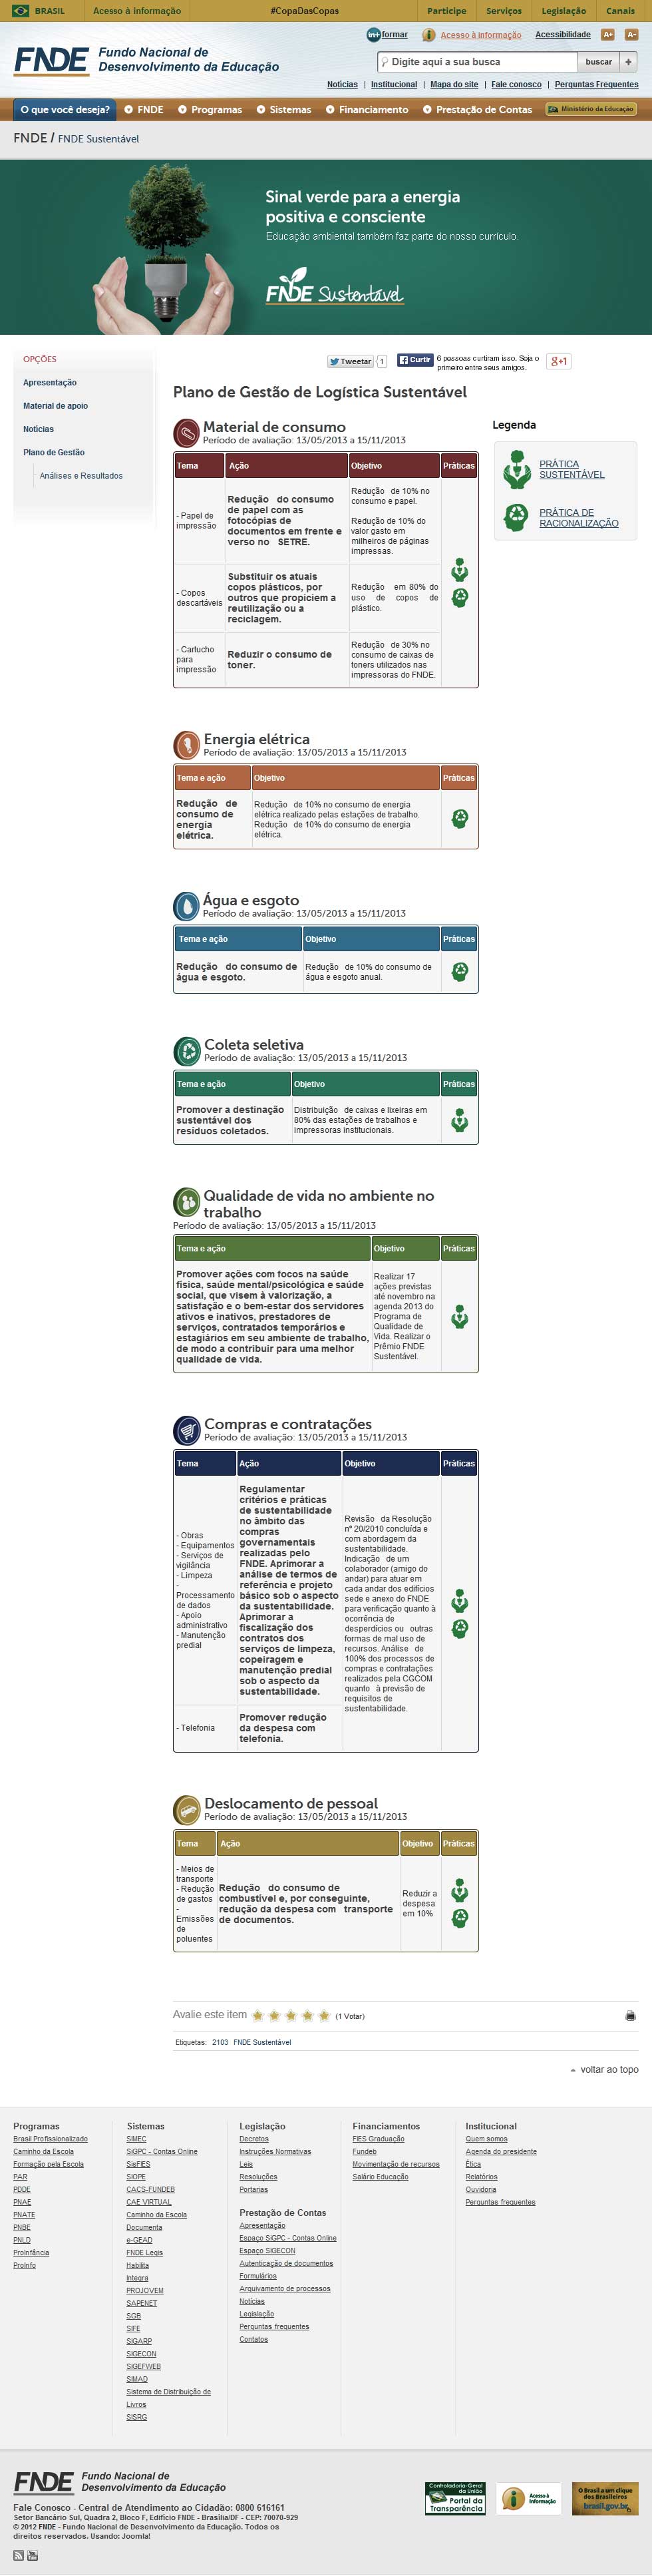 BRASIL
Acesso à informação
#CopaDasCopas
Participe
Serviços
Legislação
Canais
in+formar
Acesso à informação
Acessibilidade
A+
A-
FNDE
Fundo Nacional de
Desenvolvimento da Educação
Digite aqui a sua busca
buscar
+
Notícias | Institucional | Mapa do site | Fale conosco | Perguntas Frequentes
O que você deseja?
FNDE
Programas
Sistemas
Financiamento
Prestação de Contas
Ministério da Educação
FNDE / FNDE Sustentável
Sinal verde para a energia
positiva e consciente
Educação ambiental também faz parte do nosso currículo.
FNDE Sustentável
OPÇÕES
Apresentação
Material de apoio
Notícias
Plano de Gestão
Análises e Resultados
Tweetar
1
Curtir
6 pessoas curtiram isso. Seja o
primeiro entre seus amigos.
g+1
Plano de Gestão de Logística Sustentável
Material de consumo
Período de avaliação: 13/05/2013 a 15/11/2013
Tema
Ação
Objetivo
Práticas
- Papel de
impressão
Redução do consumo
de papel com as
fotocópias de
documentos em frente e
verso no SETRE.
Redução de 10% no
consumo e papel.
Redução de 10% do
valor gasto em
milheiros de páginas
impressas.
- Copos
descartáveis
Substituir os atuais
copos plásticos, por
outros que propiciem a
reutilização ou a
reciclagem.
Redução em 80% do
uso de copos de
plástico.
- Cartucho
para
impressão
Reduzir o consumo de
toner.
Redução de 30% no
consumo de caixas de
toners utilizados nas
impressoras do FNDE.
Legenda
PRÁTICA
SUSTENTÁVEL
PRÁTICA DE
RACIONALIZAÇÃO
Energia elétrica
Período de avaliação: 13/05/2013 a 15/11/2013
Tema e ação
Objetivo
Práticas
Redução de
consumo de
energia
elétrica.
Redução de 10% no consumo de energia
elétrica realizado pelas estações de trabalho.
Redução de 10% do consumo de energia
elétrica.
Água e esgoto
Período de avaliação: 13/05/2013 a 15/11/2013
Tema e ação
Objetivo
Práticas
Redução do consumo de
água e esgoto.
Redução de 10% do consumo de
água e esgoto anual.
Coleta seletiva
Período de avaliação: 13/05/2013 a 15/11/2013
Tema e ação
Objetivo
Práticas
Promover a destinação
sustentável dos
resíduos coletados.
Distribuição de caixas e lixeiras em
80% das estações de trabalhos e
impressoras institucionais.
Qualidade de vida no ambiente no
trabalho
Período de avaliação: 13/05/2013 a 15/11/2013
Tema e ação
Objetivo
Práticas
Promover ações com focos na saúde
física, saúde mental/psicológica e saúde
social, que visem à valorização, a
satisfação e o bem-estar dos servidores
ativos e inativos, prestadores de
serviços, contratados temporários e
estagiários em seu ambiente de trabalho,
de modo a contribuir para uma melhor
qualidade de vida.
Realizar 17
ações previstas
até novembro na
agenda 2013 do
Programa de
Qualidade de
Vida. Realizar o
Prêmio FNDE
Sustentável.
Compras e contratações
Período de avaliação: 13/05/2013 a 15/11/2013
Tema
Ação
Objetivo
Práticas
- Obras
- Equipamentos
- Serviços de
vigilância
- Limpeza
-
Processamento
de dados
- Apoio
administrativo
- Manutenção
predial
Regulamentar
critérios e práticas
de sustentabilidade
no âmbito das
compras
governamentais
realizadas pelo
FNDE. Aprimorar a
análise de termos de
referência e projeto
básico sob o aspecto
da sustentabilidade.
Aprimorar a
fiscalização dos
contratos dos
serviços de limpeza,
copeiragem e
manutenção predial
sob o aspecto da
sustentabilidade.
Revisão da Resolução
nº 20/2010 concluída e
com abordagem da
sustentabilidade.
Indicação de um
colaborador (amigo do
andar) para atuar em
cada andar dos edifícios
sede e anexo do FNDE
para verificação quanto à
ocorrência de
desperdícios ou outras
formas de mal uso de
recursos. Análise de
100% dos processos de
compras e contratações
realizados pela CGCOM
quanto à previsão de
requisitos de
sustentabilidade.
- Telefonia
Promover redução
da despesa com
telefonia.
Deslocamento de pessoal
Período de avaliação: 13/05/2013 a 15/11/2013
Tema
Ação
Objetivo
Práticas
- Meios de
transporte
- Redução
de gastos
-
Emissões
de
poluentes
Redução do consumo de
combustível e, por conseguinte,
redução da despesa com transporte
de documentos.
Reduzir a
despesa
em 10%
Avalie este item
(1 Votar)
Etiquetas: 2103 FNDE Sustentável
voltar ao topo
Programas
Brasil Profissionalizado
Caminho da Escola
Formação pela Escola
PAR
PDDE
PNAE
PNATE
PNBE
PNLD
ProInfância
ProInfo
Sistemas
SIMEC
SiGPC - Contas Online
SisFIES
SIOPE
CACS-FUNDEB
CAE VIRTUAL
Caminho da Escola
Documenta
e-GEAD
FNDE Legis
Habilita
Integra
PROJOVEM
SAPENET
SGB
SIFE
SIGARP
SIGECON
SIGEFWEB
SIMAD
Sistema de Distribuição de
Livros
SISRG
Legislação
Decretos
Instruções Normativas
Leis
Resoluções
Portarias
Prestação de Contas
Apresentação
Espaço SiGPC - Contas Online
Espaço SIGECON
Autenticação de documentos
Formulários
Arquivamento de processos
Notícias
Legislação
Perguntas frequentes
Contatos
Financiamentos
FIES Graduação
Fundeb
Movimentação de recursos
Salário Educação
Institucional
Quem somos
Agenda do presidente
Ética
Relatórios
Ouvidoria
Perguntas frequentes
FNDE
Fundo Nacional de
Desenvolvimento da Educação
Fale Conosco - Central de Atendimento ao Cidadão: 0800 616161
Setor Bancário Sul, Quadra 2, Bloco F, Edifício FNDE - Brasília/DF - CEP: 70070-929
© 2012 FNDE - Fundo Nacional de Desenvolvimento da Educação. Todos os
direitos reservados. Usando: Joomla!
Controladoria-Geral
da União
Portal da
Transparência
Acesso à
Informação
O Brasil a um clique
dos Brasileiros
brasil.gov.br